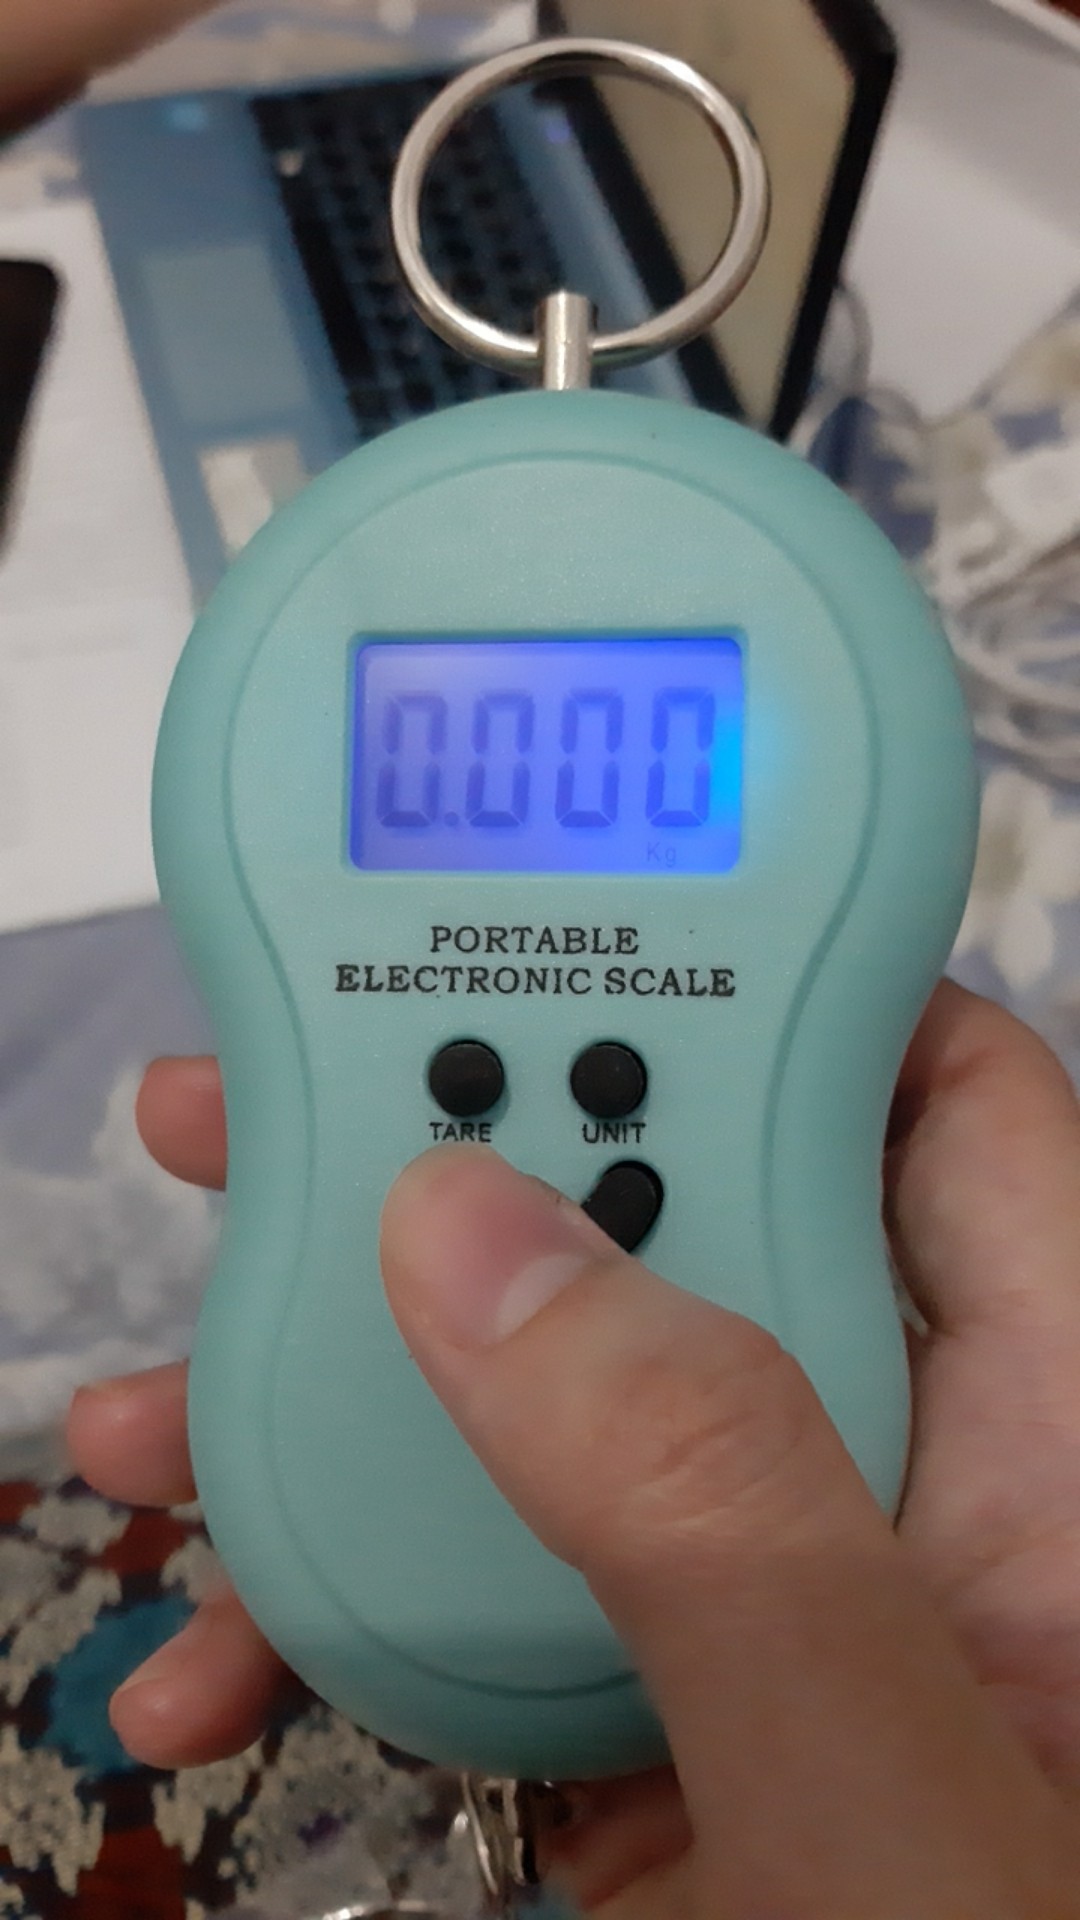 0.000
Kg
PORTABLE
ELECTRONIC SCALE
TARE UNIT